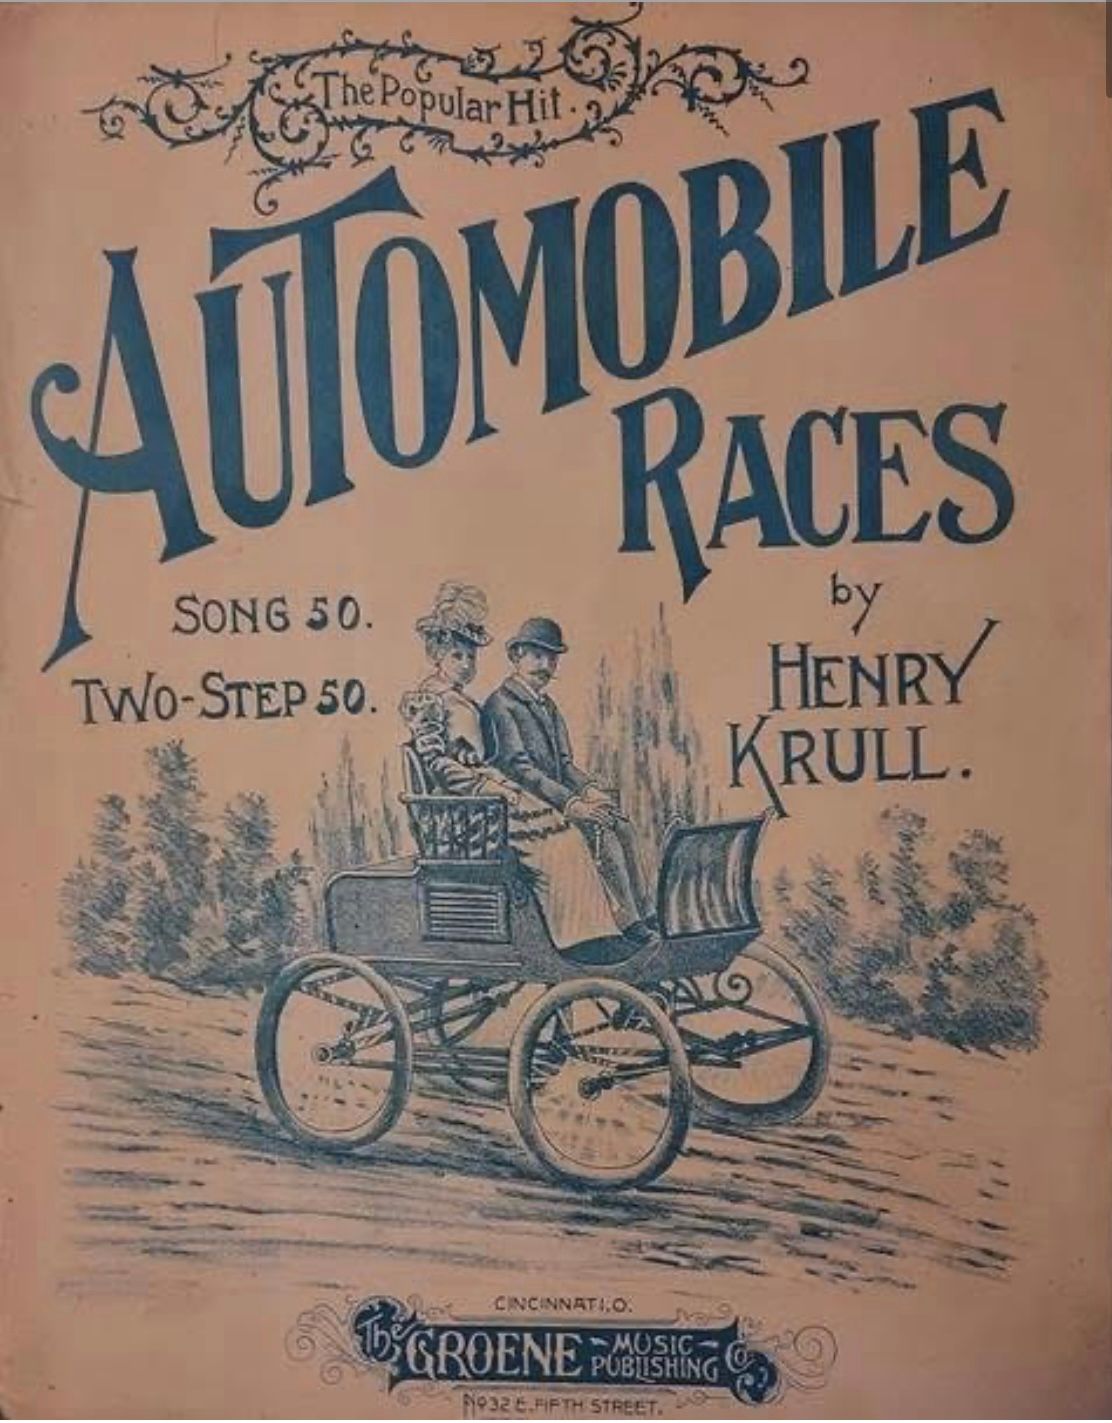 The Popular Hit.
AUTOMOBILE
RACES
SONG 50.
TWO-STEP 50.
by
HENRY
KRULL.
CINCINNATI.O.
The GROENE MUSIC PUBLISHING Co.
No 32 E. FIFTH STREET.